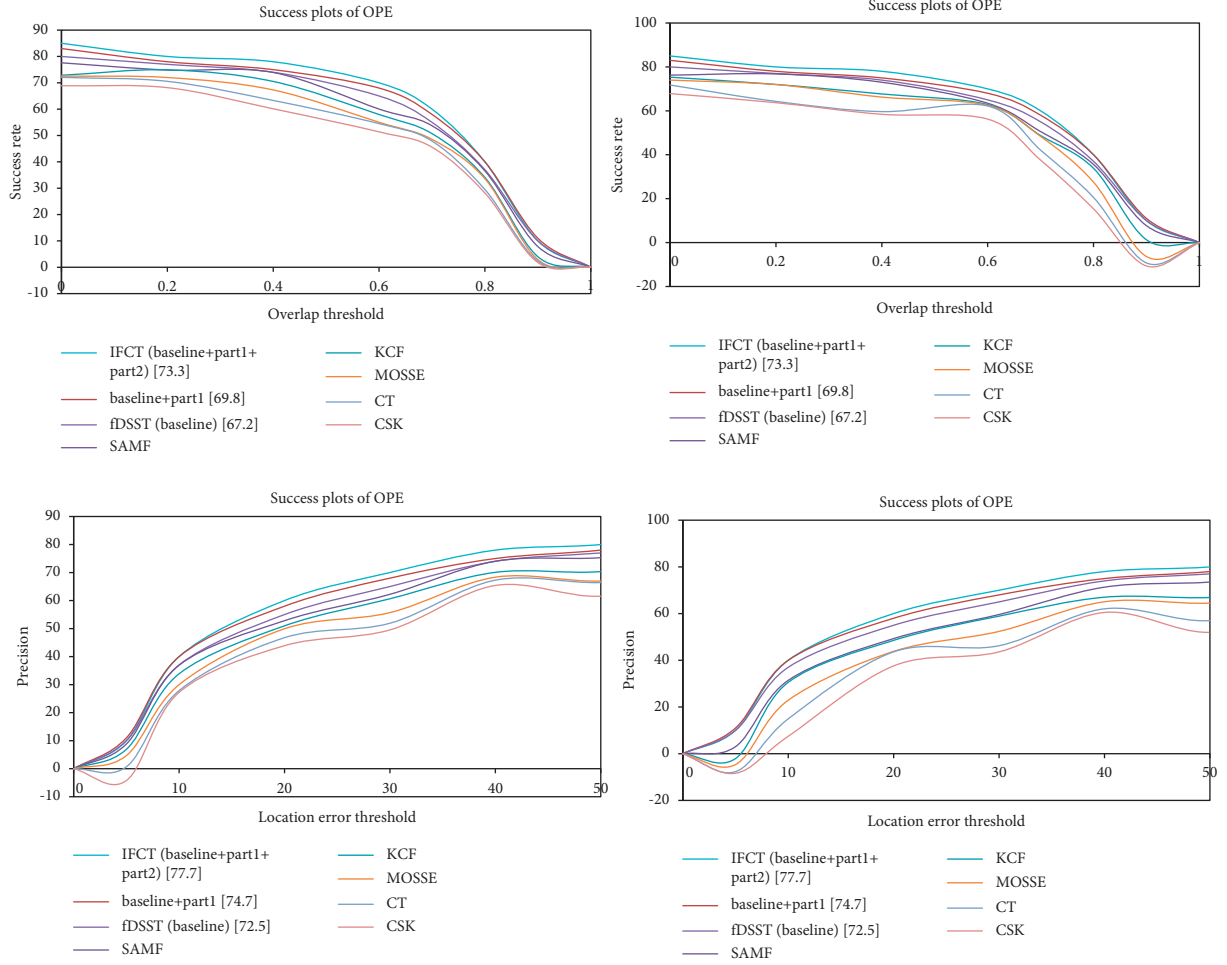 Success plots of OPE
90
80
70
60
50
40
30
20
10
0
-10
Success rete
0
0.2
0.4
0.6
0.8
1
Overlap threshold
IFCT (baseline+part1+
part2) [73.3]
baseline+part1 [69.8]
fDSST (baseline) [67.2]
SAMF
KCF
MOSSE
CT
CSK
Success plots of OPE
100
80
60
40
20
0
-20
Success rete
0
0.2
0.4
0.6
0.8
1
Overlap threshold
IFCT (baseline+part1+
part2) [73.3]
baseline+part1 [69.8]
fDSST (baseline) [67.2]
SAMF
KCF
MOSSE
CT
CSK
Success plots of OPE
90
80
70
60
50
40
30
20
10
0
-10
Precision
0
10
20
30
40
50
Location error threshold
IFCT (baseline+part1+
part2) [77.7]
baseline+part1 [74.7]
fDSST (baseline) [72.5]
SAMF
KCF
MOSSE
CT
CSK
Success plots of OPE
100
80
60
40
20
0
-20
Precision
0
10
20
30
40
50
Location error threshold
IFCT (baseline+part1+
part2) [77.7]
baseline+part1 [74.7]
fDSST (baseline) [72.5]
SAMF
KCF
MOSSE
CT
CSK